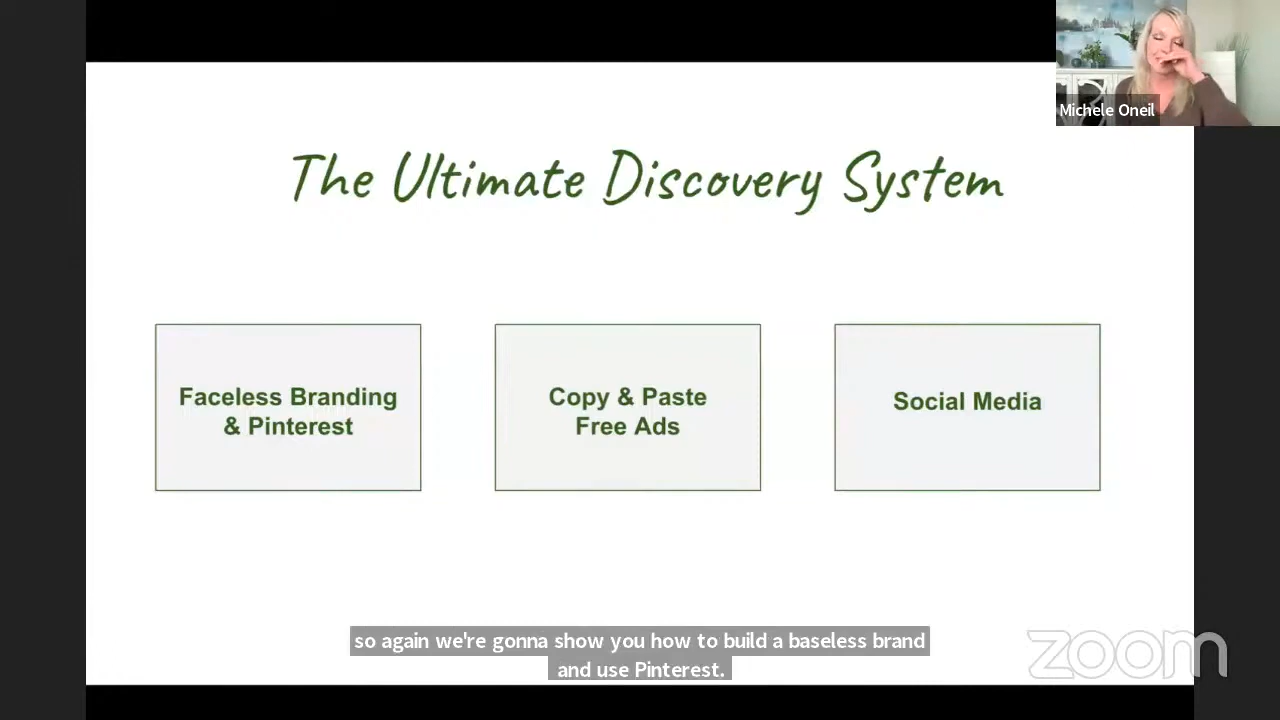 Michele Oneil
The Ultimate Discovery System
Faceless Branding
& Pinterest
Copy & Paste
Free Ads
Social Media
so again we're gonna show you how to build a baseless brand
and use Pinterest.
zoom